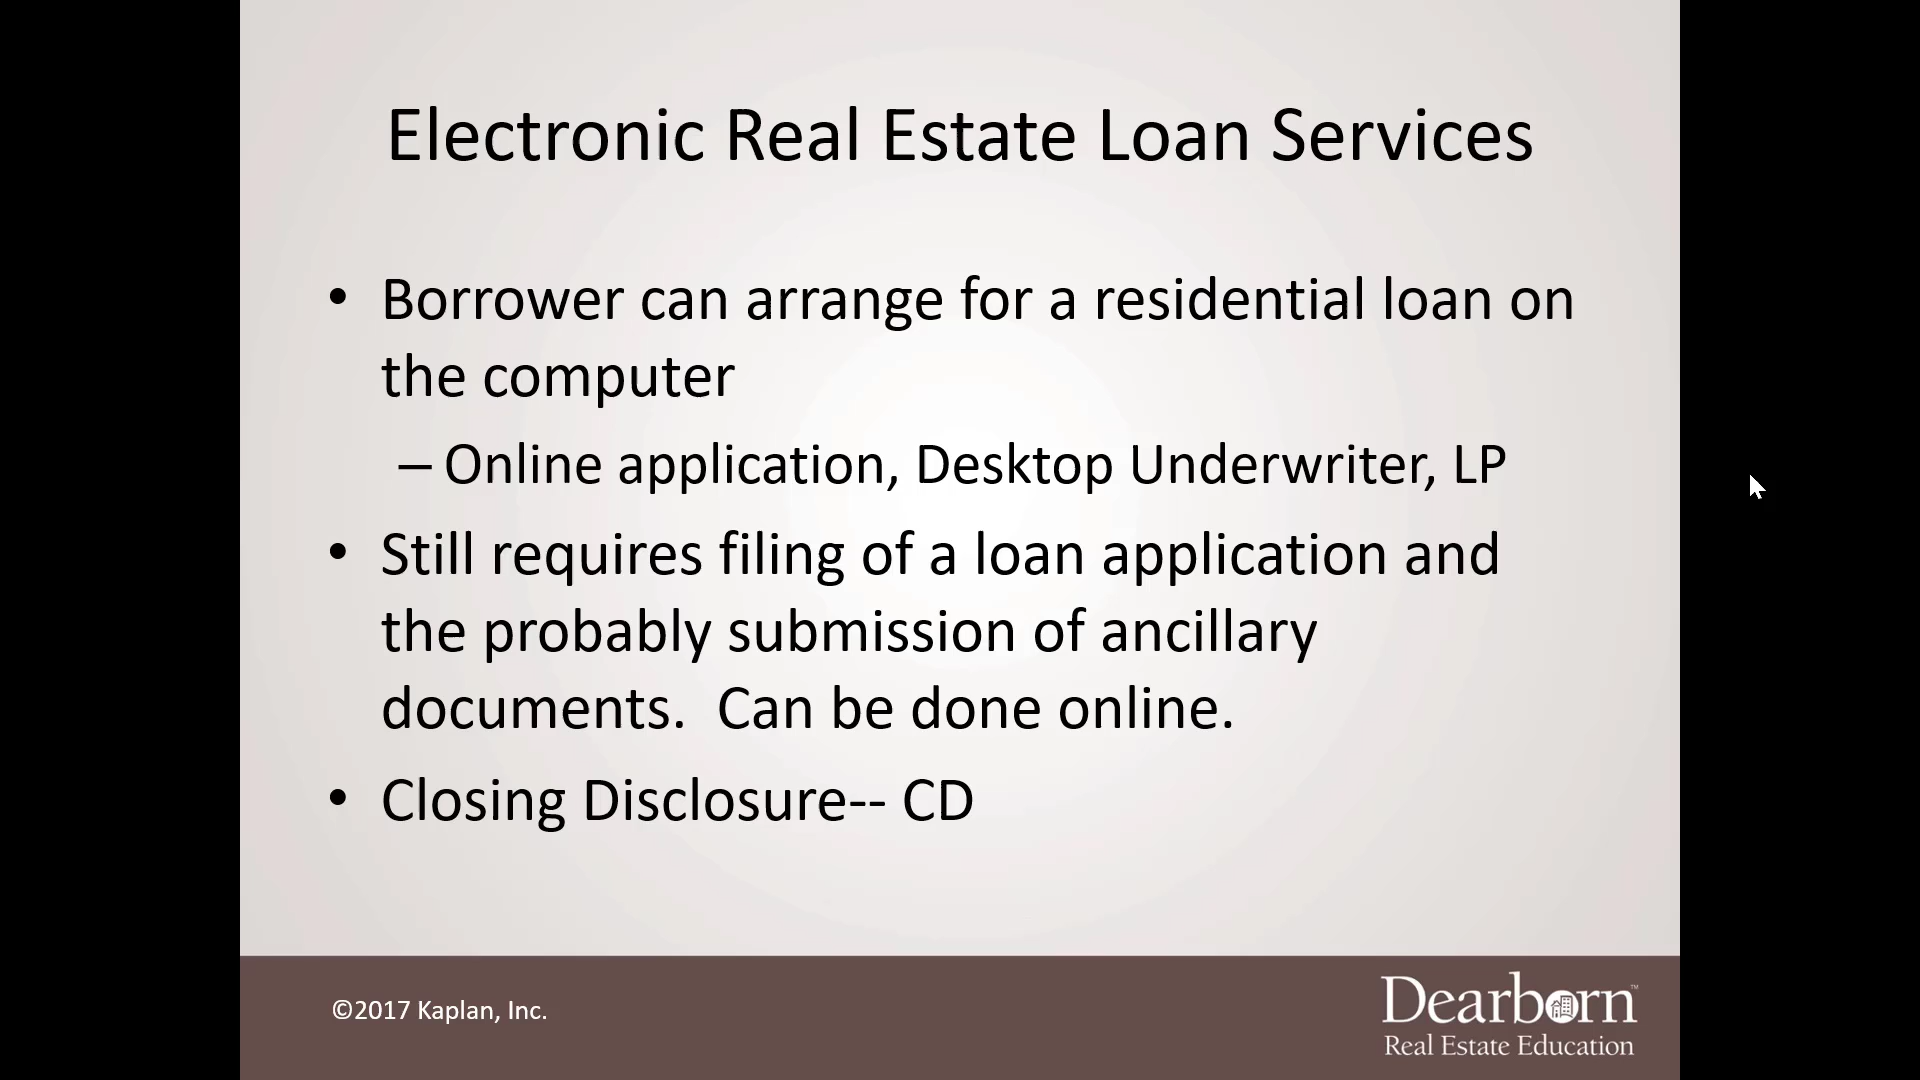 Electronic Real Estate Loan Services
• Borrower can arrange for a residential loan on
the computer
– Online application, Desktop Underwriter, LP
• Still requires filing of a loan application and
the probably submission of ancillary
documents.  Can be done online.
• Closing Disclosure-- CD
©2017 Kaplan, Inc.
Dearborn™
Real Estate Education